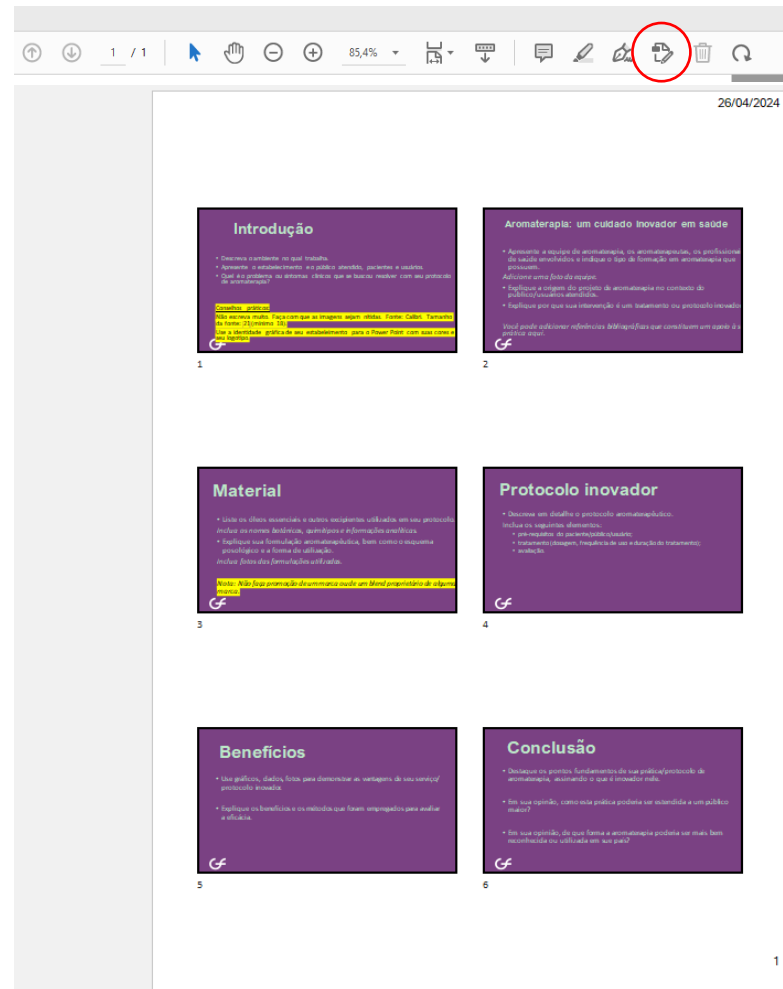 1 / 1
85,4%
26/04/2024
Introdução
• Descreva o ambiente no qual trabalha.
• Apresente o estabelecimento e o público atendido, pacientes e usuários.
• Qual é o problema ou sintomas clínicos que se buscou resolver com seu protocolo
de aromaterapia?
Conselhos práticos:
Não escreva muito. Faça com que as imagens sejam nítidas. Fonte: Calibri. Tamanho
da fonte: 21(mínimo 18).
Use a identidade gráfica de seu estabelecimento para o Power Point com suas cores e
seu logotipo.
1
Aromaterapia: um cuidado inovador em saúde
• Apresente a equipe de aromaterapia, os aromaterapeutas, os profissionai
de saúde envolvidos e indique o tipo de formação em aromaterapia que
possuem.
Adicione uma foto da equipe.
• Explique a origem do projeto de aromaterapia no contexto do
público/usuários atendidos.
• Explique por que sua intervenção é um tratamento ou protocolo inovador
Você pode adicionar referências bibliográficas que constituem um apoio à s
prática aqui.
2
Material
• Liste os óleos essenciais e outros excipientes utilizados em seu protocolo.
Inclua os nomes botânicos, quimitipos e informações analíticas.
• Explique sua formulação aromaterapêutica, bem como o esquema
posológico e a forma de utilização.
Inclua fotos das formulações utilizadas.
Nota: Não faça promoção de um marca ou de um blend proprietário de alguma
marca.
3
Protocolo inovador
• Descreva em detalhe o protocolo aromaterapêutico.
Inclua os seguintes elementos:
• pré-requisitos do paciente/público/usuário;
• tratamento (dosagem, frequência de uso e duração do tratamento);
• avaliação.
4
Benefícios
• Use gráficos, dados, fotos para demonstrar as vantagens de seu serviço/
protocolo inovador.
• Explique os benefícios e os métodos que foram empregados para avaliar
a eficácia.
5
Conclusão
• Destaque os pontos fundamentos de sua prática/protocolo de
aromaterapia, assinando o que é inovador nele.
• Em sua opinião, como esta prática poderia ser estendida a um público
maior?
• Em sua opinião, de que forma a aromaterapia poderia ser mais bem
reconhecida ou utilizada em sue país?
6
1